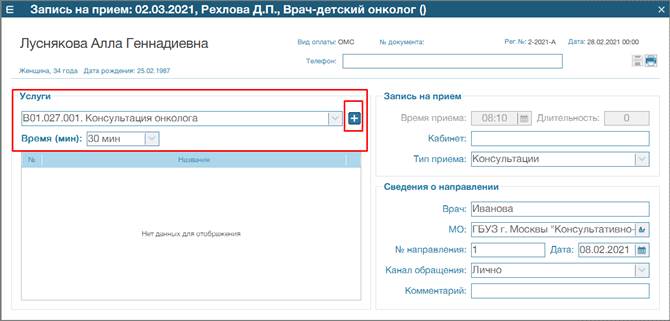 Запись на прием: 02.03.2021, Рехлова Д.П., Врач-детский онколог ()
Луснякова Алла Геннадиевна
Вид оплаты: ОМС № документа: Рег.№: 2-2021-А Дата: 28.02.2021 00:00
Телефон:
Женщина, 34 года Дата рождения: 25.02.1987
Услуги
B01.027.001. Консультация онколога
Время (мин): 30 мин
№ Название
Нет данных для отображения
Запись на прием
Время приема: 08:10 Длительность: 0
Кабинет:
Тип приема: Консультации
Сведения о направлении
Врач: Иванова
МО: ГБУЗ г. Москвы "Консультативно-
№ направления: 1 Дата: 08.02.2021
Канал обращения: Лично
Комментарий: